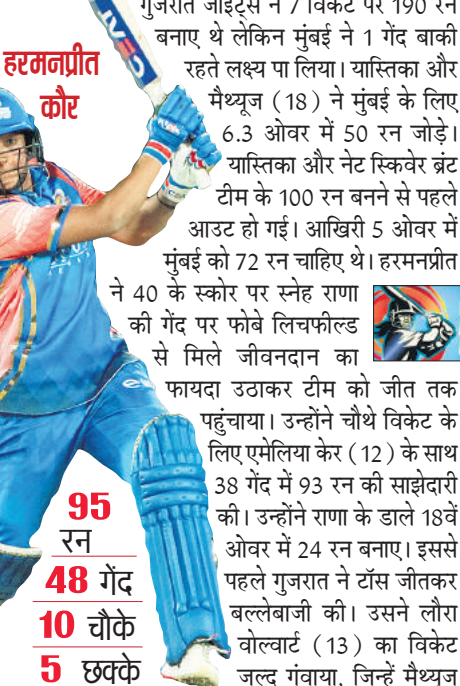 गुजरात जाइंट्स ने 7 विकेट पर 190 रन
बनाए थे लेकिन मुंबई ने 1 गेंद बाकी
रहते लक्ष्य पा लिया। यास्तिका और
मैथ्यूज (18) ने मुंबई के लिए
6.3 ओवर में 50 रन जोड़े।
यास्तिका और नेट स्किवेर ब्रंट
टीम के 100 रन बनने से पहले
आउट हो गई। आखिरी 5 ओवर में
मुंबई को 72 रन चाहिए थे। हरमनप्रीत
ने 40 के स्कोर पर स्नेह राणा
की गेंद पर फोबे लिचफील्ड
से मिले जीवनदान का
फायदा उठाकर टीम को जीत तक
पहुंचाया। उन्होंने चौथे विकेट के
लिए एमेलिया केर (12) के साथ
38 गेंद में 93 रन की साझेदारी
की। उन्होंने राणा के डाले 18वें
ओवर में 24 रन बनाए। इससे
पहले गुजरात ने टॉस जीतकर
बल्लेबाजी की। उसने लौरा
वोल्वार्ट (13) का विकेट
जल्द गंवाया, जिन्हें मैथ्यूज
हरमनप्रीत
कौर
95
रन
48 गेंद
10 चौके
5 छक्के